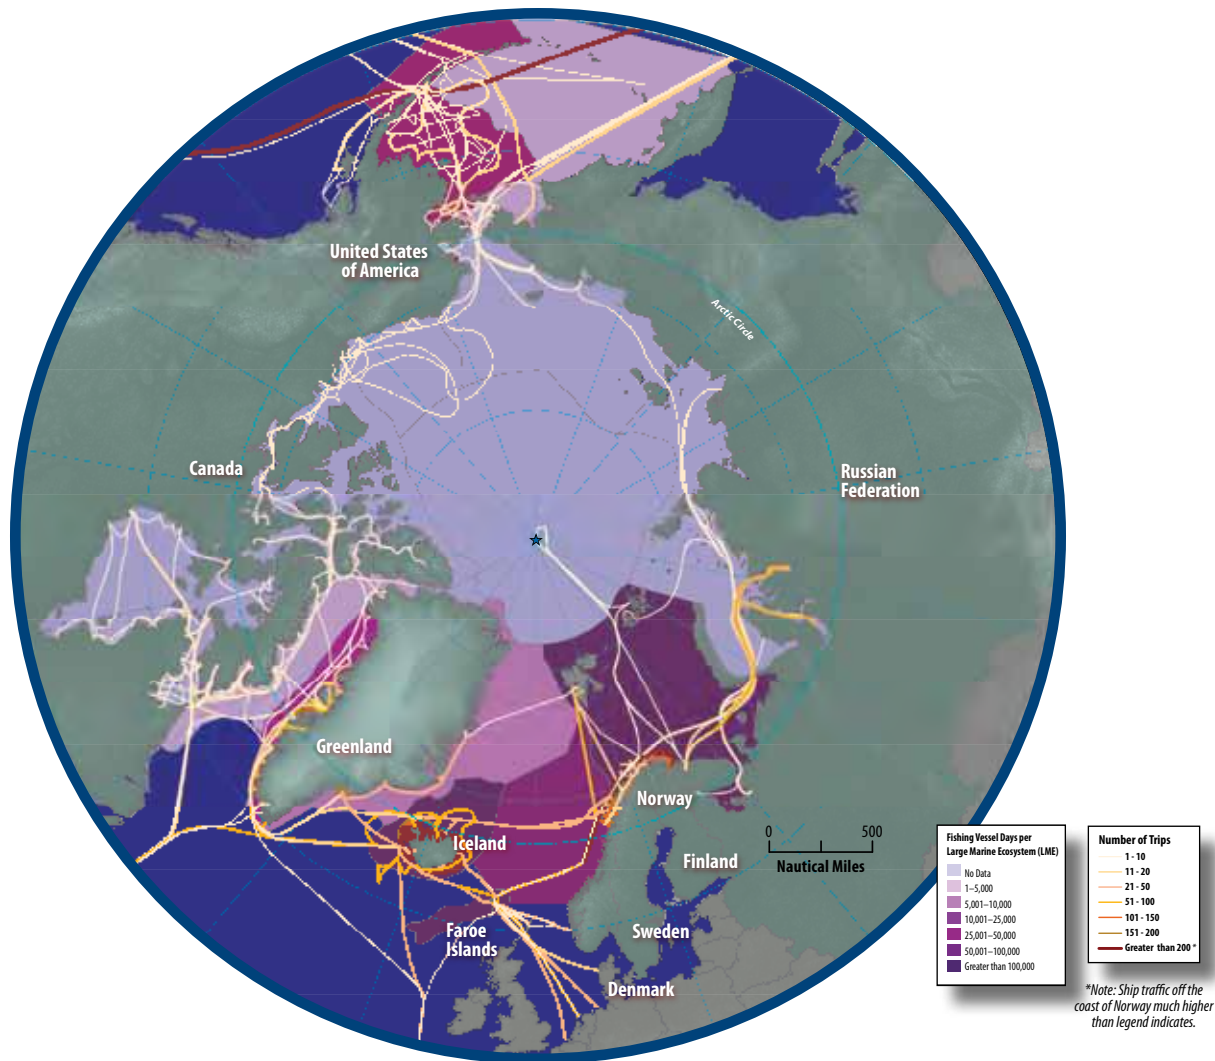 United States
of America
Arctic Circle
Canada
Russian
Federation
Greenland
Norway
Iceland
Finland
0 500
Nautical Miles
Faroe
Islands
Sweden
Denmark
Fishing Vessel Days per
Large Marine Ecosystem (LME)
No Data
1–5,000
5,001–10,000
10,001–25,000
25,001–50,000
50,001–100,000
Greater than 100,000
Number of Trips
1 - 10
11 - 20
21 - 50
51 - 100
101 - 150
151 - 200
Greater than 200 *
*Note: Ship traffic off the
coast of Norway much higher
than legend indicates.